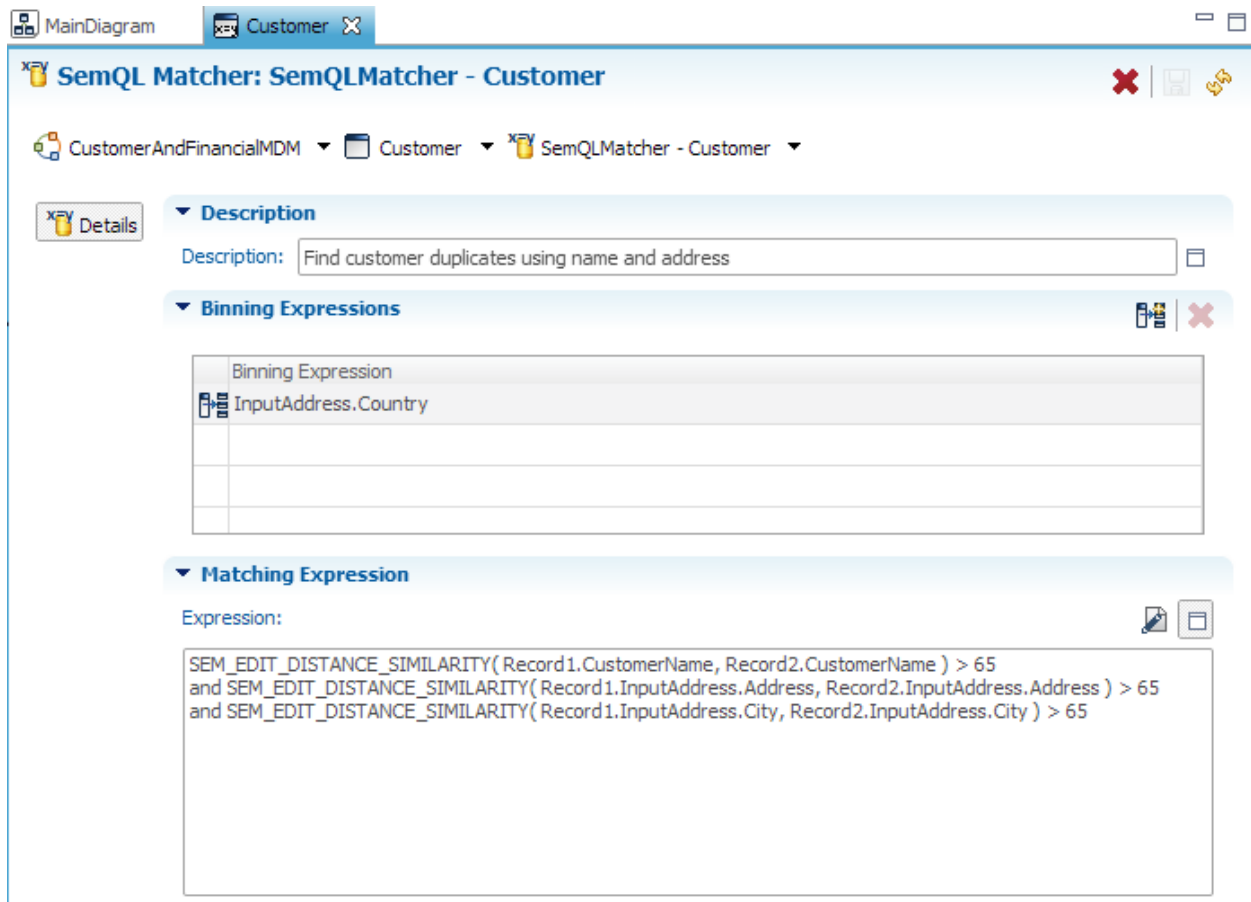 MainDiagram Customer
SemQL Matcher: SemQLMatcher - Customer
CustomerAndFinancialMDM Customer SemQLMatcher - Customer
Details
Description
Description: Find customer duplicates using name and address
Binning Expressions
Binning Expression
InputAddress.Country
Matching Expression
Expression:
SEM_EDIT_DISTANCE_SIMILARITY( Record1.CustomerName, Record2.CustomerName ) > 65
and SEM_EDIT_DISTANCE_SIMILARITY( Record1.InputAddress.Address, Record2.InputAddress.Address ) > 65
and SEM_EDIT_DISTANCE_SIMILARITY( Record1.InputAddress.City, Record2.InputAddress.City ) > 65